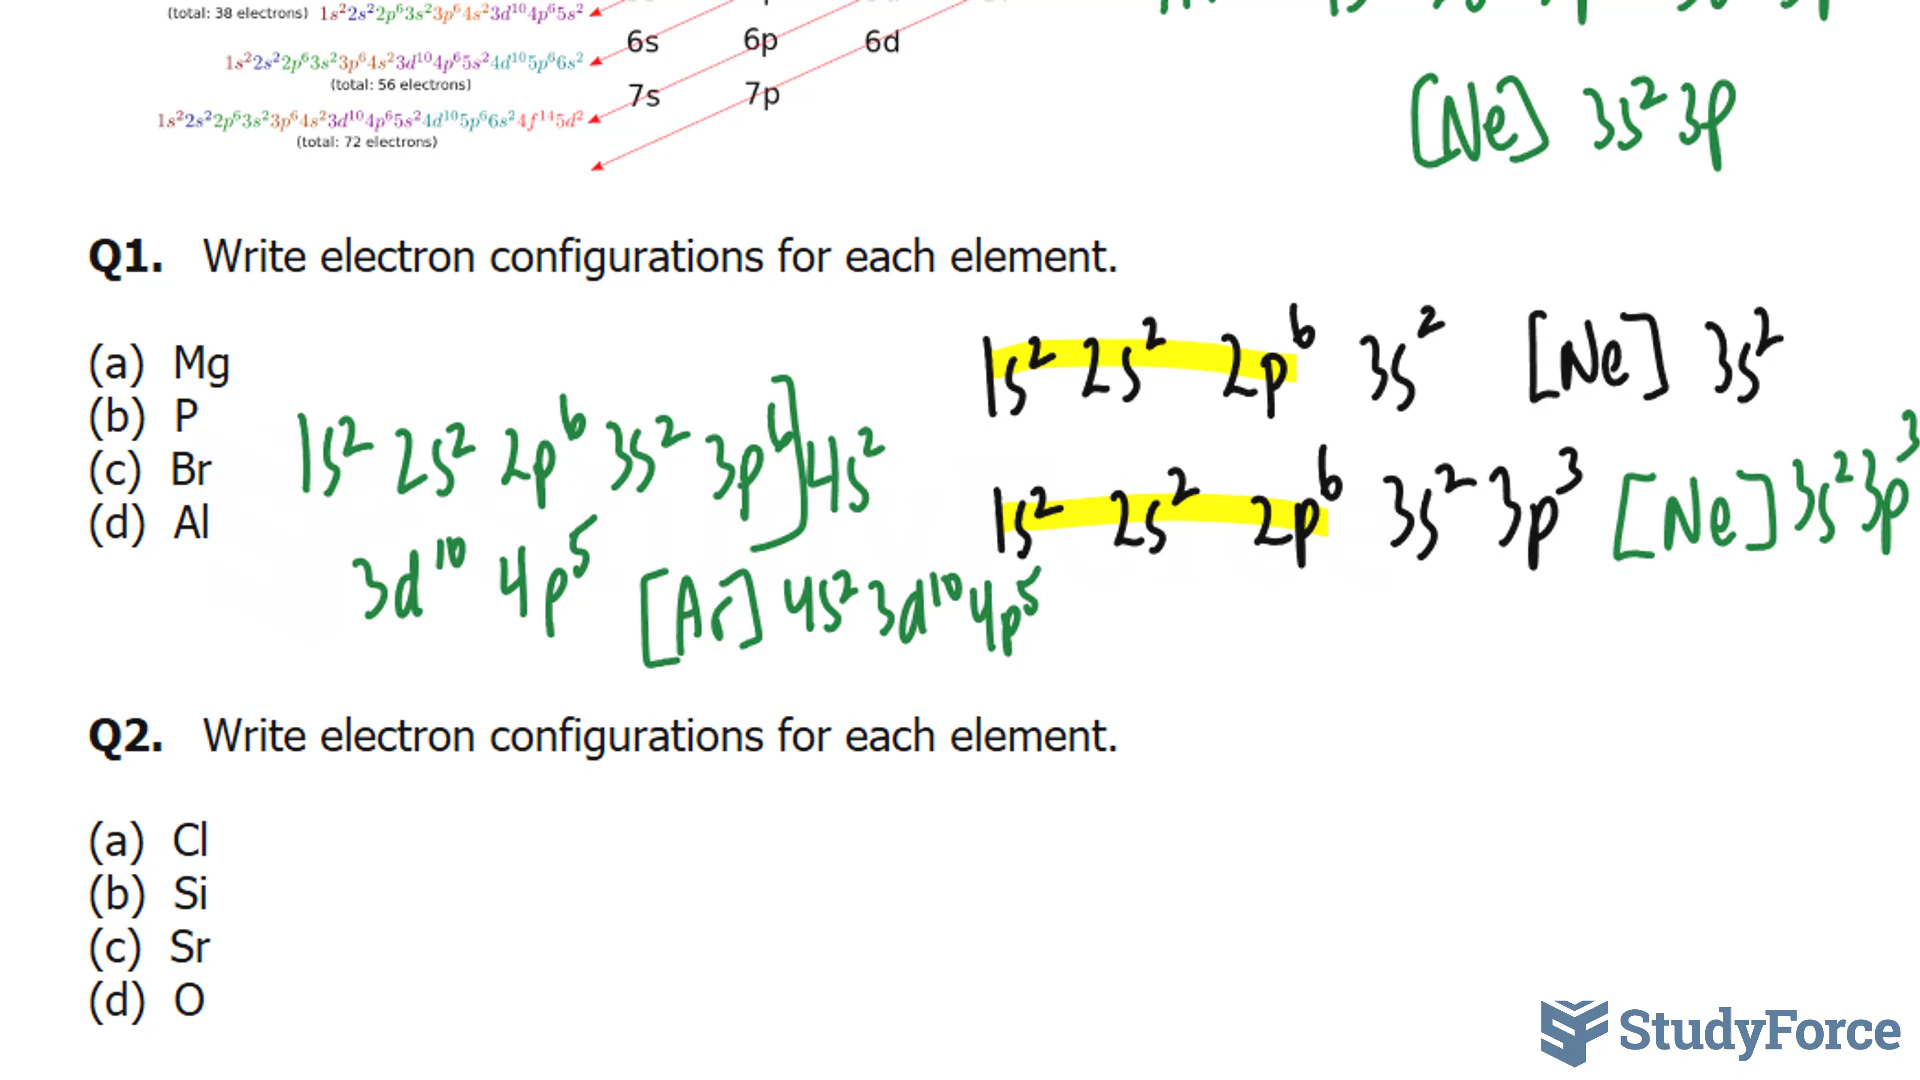 (total: 38 electrons) 1s²2s²2p⁶3s²3p⁶4s²3d¹⁰4p⁶5s²
6s 6p 6d
1s²2s²2p⁶3s²3p⁶4s²3d¹⁰4p⁶5s²4d¹⁰5p⁶6s²
(total: 56 electrons)
7s 7p
1s²2s²2p⁶3s²3p⁶4s²3d¹⁰4p⁶5s²4d¹⁰5p⁶6s²4f¹⁴5d²
(total: 72 electrons)
[Ne] 3s² 3p
Q1. Write electron configurations for each element.
(a) Mg
1s² 2s² 2p⁶ 3s² [Ne] 3s²
(b) P
(c) Br
1s² 2s² 2p⁶ 3s² 3p⁶] 4s²
1s² 2s² 2p⁶ 3s² 3p³ [Ne] 3s² 3p³
(d) Al
3d¹⁰ 4p⁵ [Ar] 4s² 3d¹⁰ 4p⁵
Q2. Write electron configurations for each element.
(a) Cl
(b) Si
(c) Sr
(d) O
StudyForce